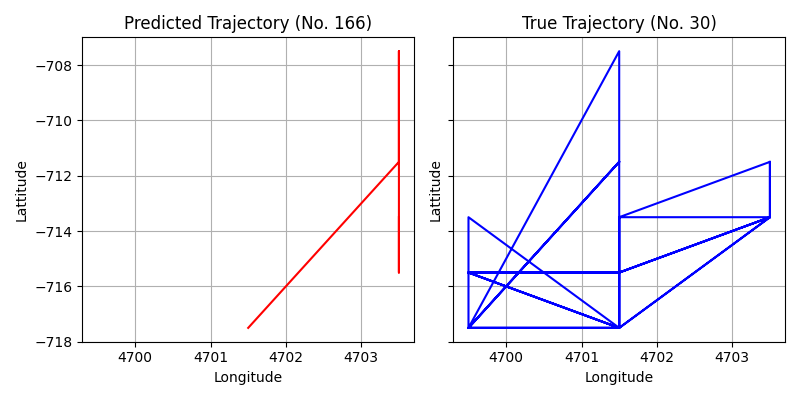 Predicted Trajectory (No. 166)
True Trajectory (No. 30)
−708
−710
−712
−714
−716
−718
Lattitude
Lattitude
4700 4701 4702 4703
4700 4701 4702 4703
Longitude
Longitude